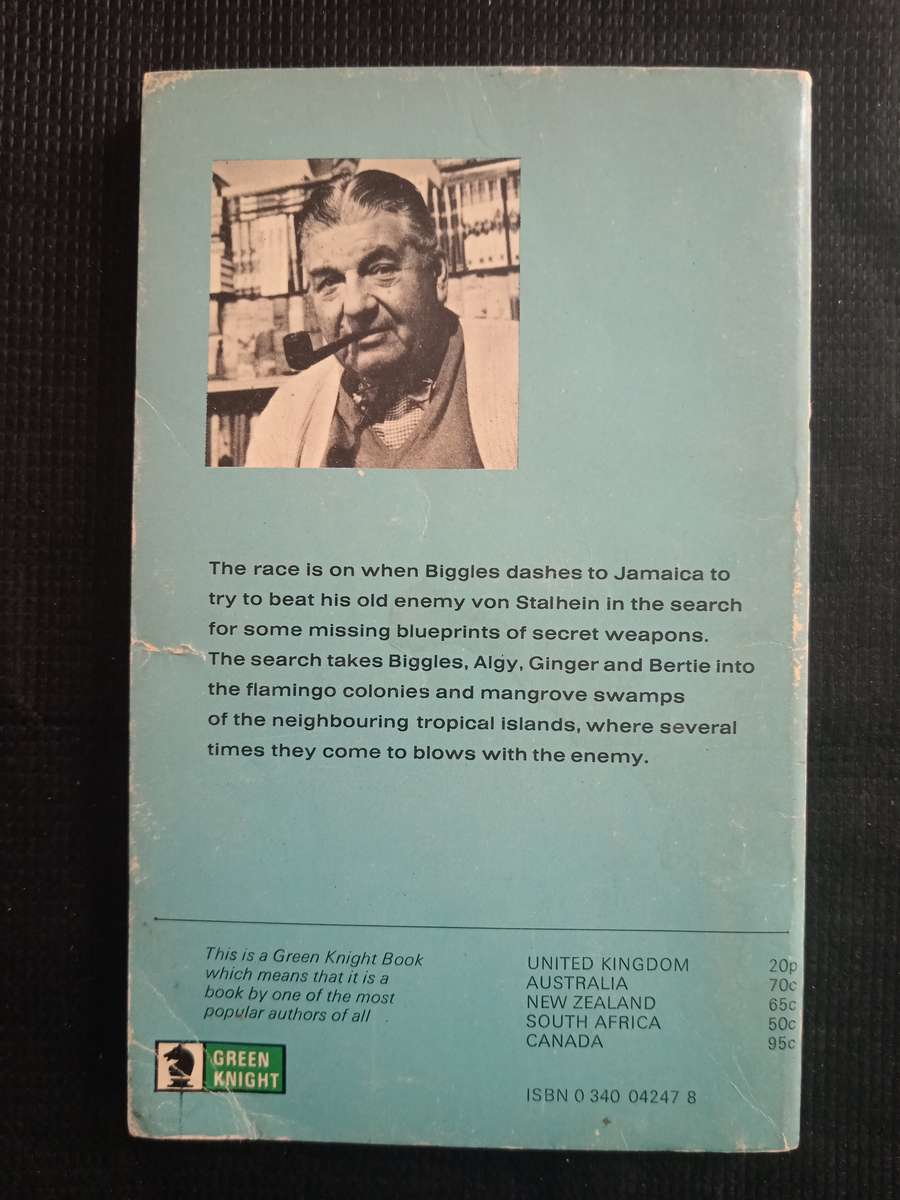 The race is on when Biggles dashes to Jamaica to
try to beat his old enemy von Stalhein in the search
for some missing blueprints of secret weapons.
The search takes Biggles, Algy, Ginger and Bertie into
the flamingo colonies and mangrove swamps
of the neighbouring tropical islands, where several
times they come to blows with the enemy.
This is a Green Knight Book
which means that it is a
book by one of the most
popular authors of all
GREEN
KNIGHT
UNITED KINGDOM 20p
AUSTRALIA 70c
NEW ZEALAND 65c
SOUTH AFRICA 50c
CANADA 95c
ISBN 0 340 04247 8